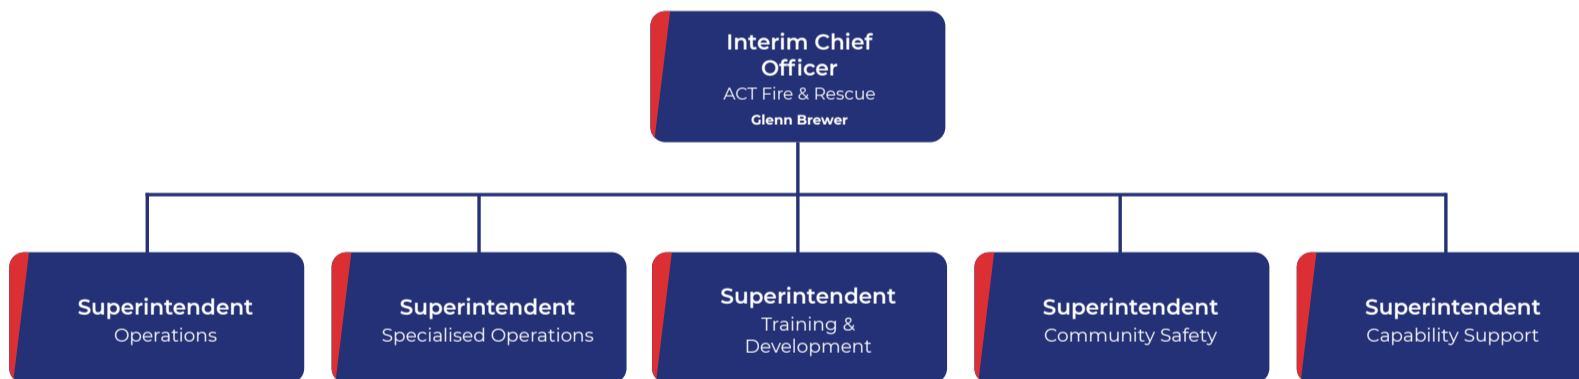 Interim Chief
Officer
ACT Fire & Rescue
Glenn Brewer
Superintendent
Operations
Superintendent
Specialised Operations
Superintendent
Training &
Development
Superintendent
Community Safety
Superintendent
Capability Support